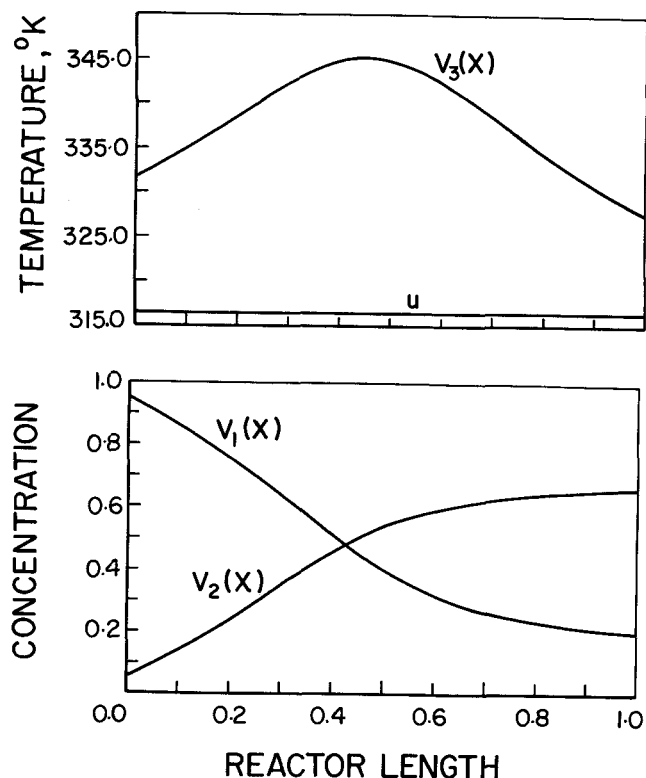 TEMPERATURE, °K
345·0
335·0
325·0
315·0
V₃(X)
u
CONCENTRATION
1.0
0.8
0.6
0.4
0.2
V₁(X)
V₂(X)
0.0 0.2 0.4 0.6 0.8 1.0
REACTOR LENGTH